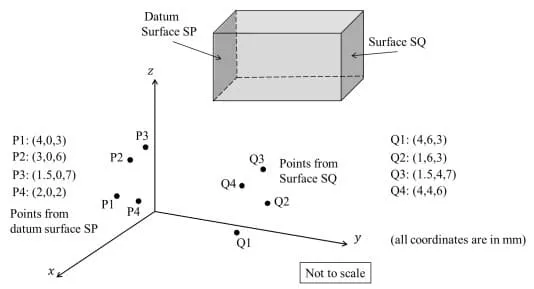 Datum
Surface SP
Surface SQ
z
P1: (4,0,3)
P2: (3,0,6)
P3: (1.5,0,7)
P4: (2,0,2)
Points from
datum surface SP
P3
P2
P1
P4
x
Q3
Q4
Q2
Q1
Points from
Surface SQ
y
Q1: (4,6,3)
Q2: (1,6,3)
Q3: (1.5,4,7)
Q4: (4,4,6)
(all coordinates are in mm)
Not to scale